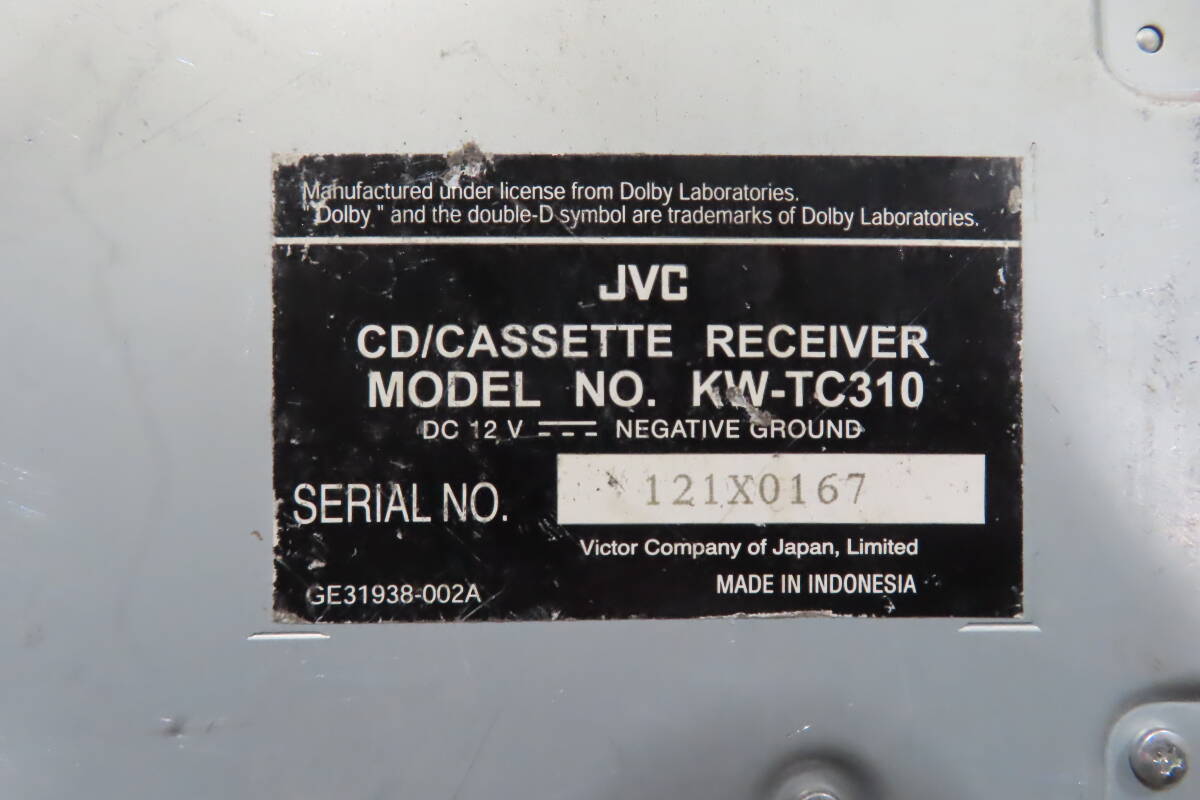 Manufactured under license from Dolby Laboratories.
"Dolby" and the double-D symbol are trademarks of Dolby Laboratories.
JVC
CD/CASSETTE RECEIVER
MODEL NO. KW-TC310
DC 12 V ⎓ NEGATIVE GROUND
SERIAL NO. 121X0167
Victor Company of Japan, Limited
GE31938-002A MADE IN INDONESIA